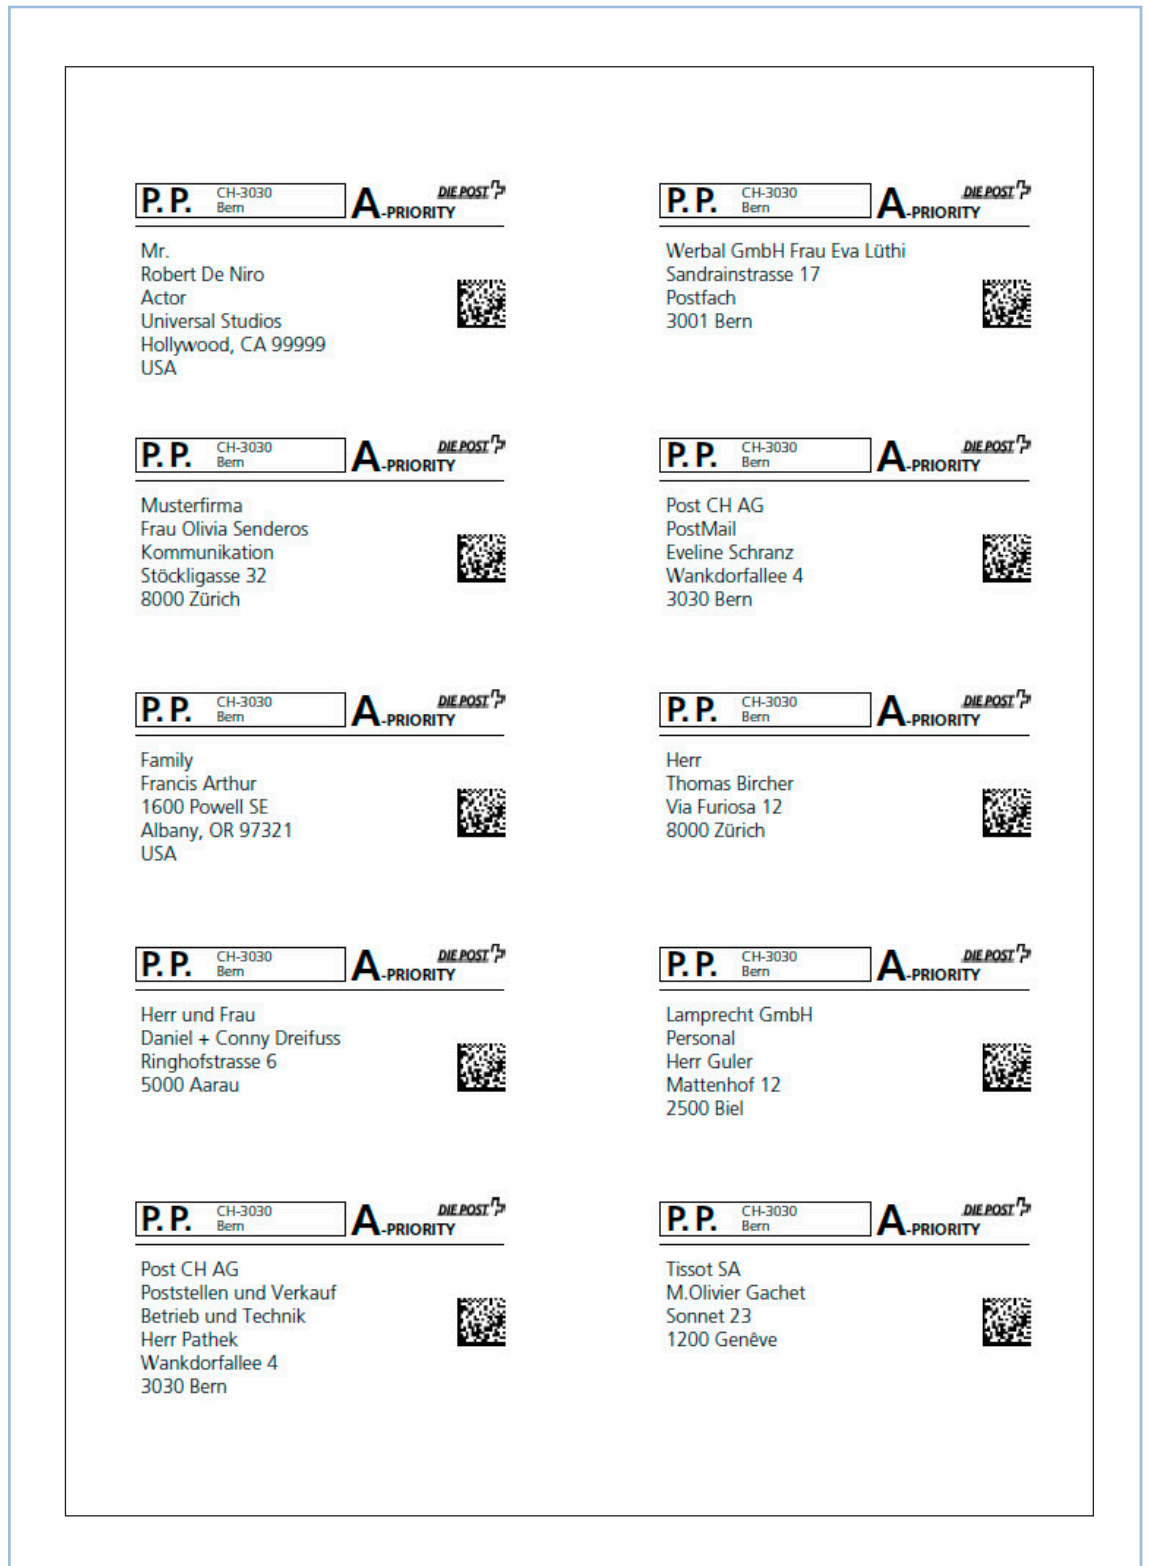 P.P. CH-3030
Bern
A-PRIORITY
DIE POST
Mr.
Robert De Niro
Actor
Universal Studios
Hollywood, CA 99999
USA
P.P. CH-3030
Bern
A-PRIORITY
DIE POST
Werbal GmbH Frau Eva Lüthi
Sandrainstrasse 17
Postfach
3001 Bern
P.P. CH-3030
Bern
A-PRIORITY
DIE POST
Musterfirma
Frau Olivia Senderos
Kommunikation
Stöckligasse 32
8000 Zürich
P.P. CH-3030
Bern
A-PRIORITY
DIE POST
Post CH AG
PostMail
Eveline Schranz
Wankdorfallee 4
3030 Bern
P.P. CH-3030
Bern
A-PRIORITY
DIE POST
Family
Francis Arthur
1600 Powell SE
Albany, OR 97321
USA
P.P. CH-3030
Bern
A-PRIORITY
DIE POST
Herr
Thomas Bircher
Via Furiosa 12
8000 Zürich
P.P. CH-3030
Bern
A-PRIORITY
DIE POST
Herr und Frau
Daniel + Conny Dreifuss
Ringhofstrasse 6
5000 Aarau
P.P. CH-3030
Bern
A-PRIORITY
DIE POST
Lamprecht GmbH
Personal
Herr Guler
Mattenhof 12
2500 Biel
P.P. CH-3030
Bern
A-PRIORITY
DIE POST
Post CH AG
Poststellen und Verkauf
Betrieb und Technik
Herr Pathek
Wankdorfallee 4
3030 Bern
P.P. CH-3030
Bern
A-PRIORITY
DIE POST
Tissot SA
M.Olivier Gachet
Sonnet 23
1200 Genêve